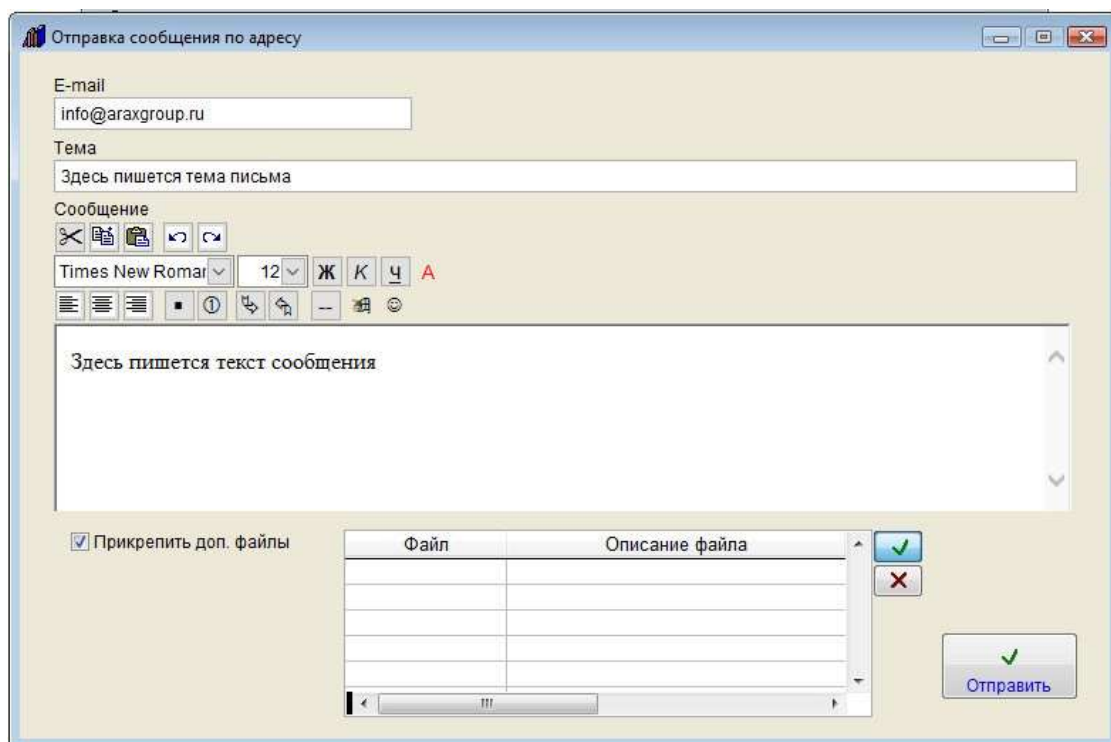 Отправка сообщения по адресу
E-mail
info@araxgroup.ru
Тема
Здесь пишется тема письма
Сообщение
Times New Roman 12 Ж К Ч А
Здесь пишется текст сообщения
Прикрепить доп. файлы
Файл Описание файла
Отправить